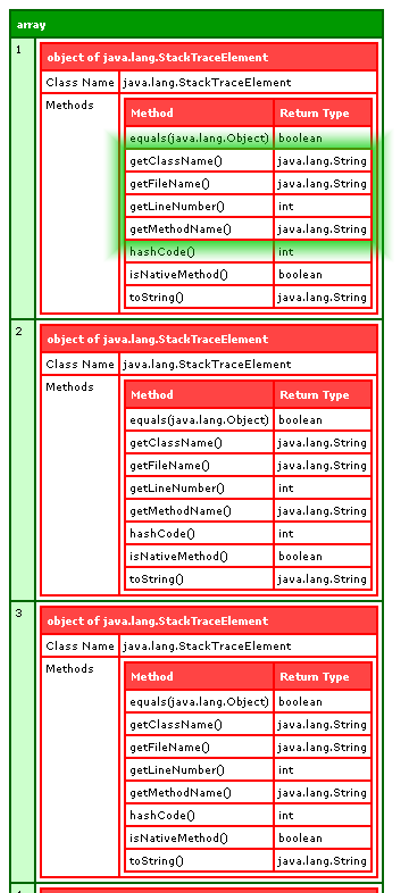 array
1
object of java.lang.StackTraceElement
Class Name java.lang.StackTraceElement
Methods
Method Return Type
equals(java.lang.Object) boolean
getClassName() java.lang.String
getFileName() java.lang.String
getLineNumber() int
getMethodName() java.lang.String
hashCode() int
isNativeMethod() boolean
toString() java.lang.String
2
object of java.lang.StackTraceElement
Class Name java.lang.StackTraceElement
Methods
Method Return Type
equals(java.lang.Object) boolean
getClassName() java.lang.String
getFileName() java.lang.String
getLineNumber() int
getMethodName() java.lang.String
hashCode() int
isNativeMethod() boolean
toString() java.lang.String
3
object of java.lang.StackTraceElement
Class Name java.lang.StackTraceElement
Methods
Method Return Type
equals(java.lang.Object) boolean
getClassName() java.lang.String
getFileName() java.lang.String
getLineNumber() int
getMethodName() java.lang.String
hashCode() int
isNativeMethod() boolean
toString() java.lang.String